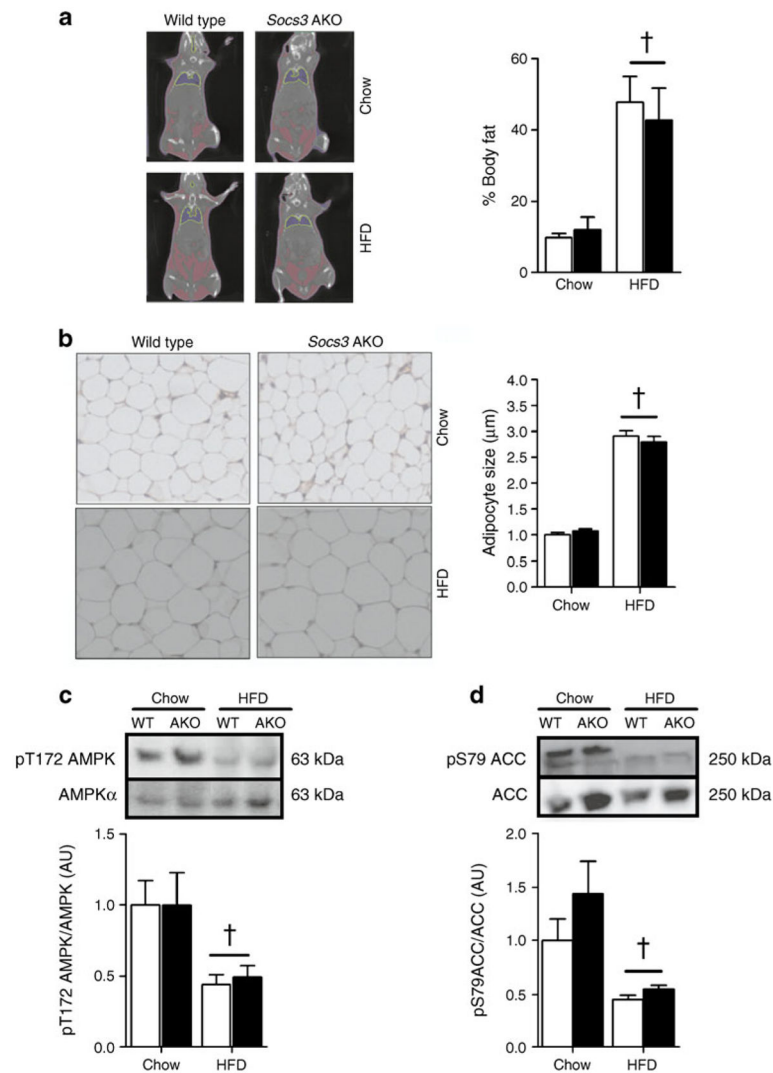 a
Wild type Socs3 AKO
Chow
HFD
% Body fat
60
40
20
0
†
Chow HFD
b
Wild type Socs3 AKO
Chow
HFD
Adipocyte size (μm)
4.0
3.5
3.0
2.5
2.0
1.5
1.0
0.5
0.0
†
Chow HFD
c
Chow HFD
WT AKO WT AKO
pT172 AMPK 63 kDa
AMPKα 63 kDa
pT172 AMPK/AMPK (AU)
1.5
1.0
0.5
0.0
†
Chow HFD
d
Chow HFD
WT AKO WT AKO
pS79 ACC 250 kDa
ACC 250 kDa
pS79ACC/ACC (AU)
2.0
1.5
1.0
0.5
0.0
†
Chow HFD